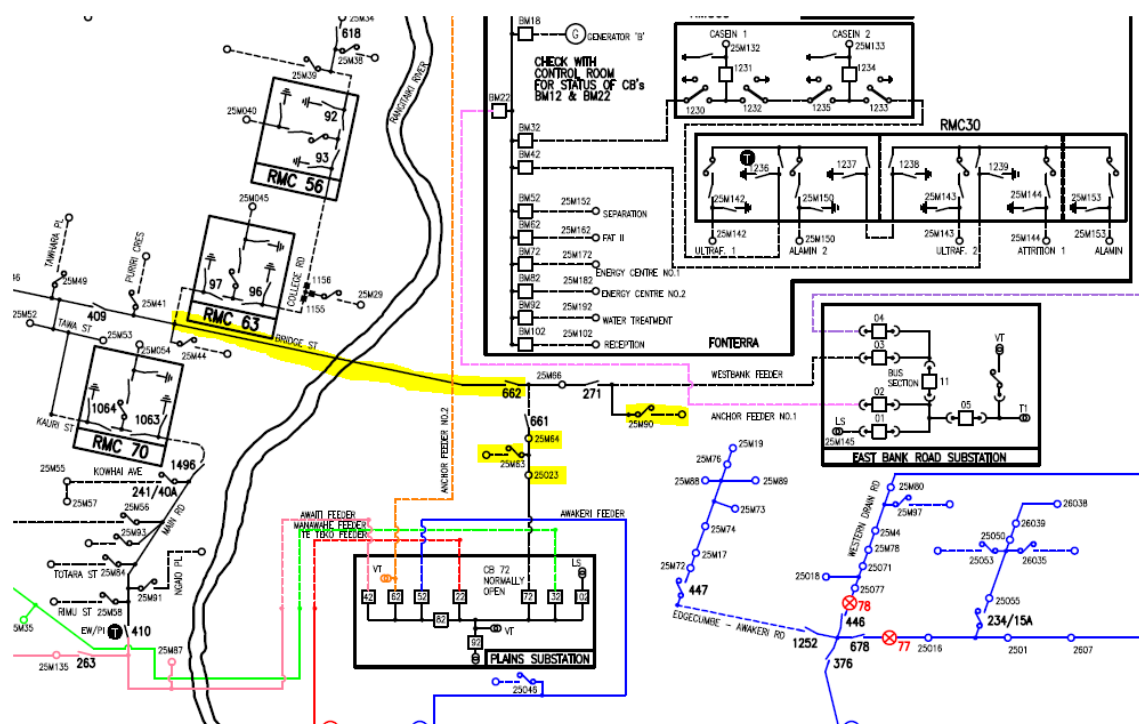 25M34
618
25M38
25M39
25M040
92
93
RMC 56
RANGITAIKI RIVER
25M045
97
96
RMC 63
COLLEGE RD
1156
1155
25M29
TAWHARA PL
PURIRI CRES
25M49
25M41
409
25M52
TAWA ST
25M53
25M054
25M44
BRIDGE ST
1064
1063
RMC 70
KAURI ST
1496
KOWHAI AVE
25M55
241/40A
25M57
25M56
MAIN RD
25M93
TOTARA ST
25M84
NGAIO PL
25M91
RIMU ST
25M58
EW/PI
T
410
25M87
263
25M135
BM18
G
GENERATOR 'B'
CHECK WITH
CONTROL ROOM
FOR STATUS OF CB's
BM12 & BM22
BM22
BM32
BM42
BM52
25M152
SEPARATION
BM62
25M162
FAT II
BM72
25M172
ENERGY CENTRE NO.1
BM82
25M182
ENERGY CENTRE NO.2
BM92
25M192
WATER TREATMENT
BM102
25M102
RECEPTION
FONTERRA
CASEIN 1
CASEIN 2
25M132
25M133
1231
1234
1230
1232
1235
1233
RMC30
T
1236
1237
1238
1239
25M142
25M150
25M143
25M144
25M153
25M142
25M150
25M143
25M144
25M153
ULTRAF. 1
ALAMIN 2
ULTRAF. 2
ATTRITION 1
ALAMIN
WESTBANK FEEDER
ANCHOR FEEDER NO.1
ANCHOR FEEDER NO.2
662
25M66
271
25M90
661
25M64
25M63
25023
04
03
VT
BUS
SECTION
11
02
01
05
T1
LS
25M145
EAST BANK ROAD SUBSTATION
AWAITI FEEDER
MANAWAHE FEEDER
TE TEKO FEEDER
AWAKERI FEEDER
VT
CB 72
NORMALLY
OPEN
LS
42
62
52
22
72
32
102
82
92
VT
PLAINS SUBSTATION
25046
25M19
25M76
25M88
25M89
25M73
25M74
25M17
25M72
447
EDGECUMBE - AWAKERI RD
1252
WESTERN DRAIN RD
25M80
25M97
25M4
25M78
25071
25018
25077
78
446
678
77
376
25016
2501
2607
26038
26039
25050
25053
26035
25055
234/15A